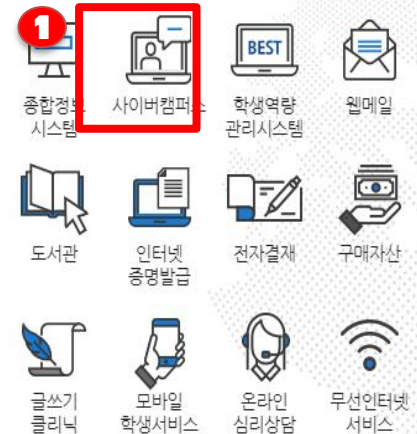 1
BEST
종합정보
시스템
사이버캠퍼스
학생역량
관리시스템
웹메일
도서관
인터넷
증명발급
전자결재
구매자산
글쓰기
클리닉
모바일
학생서비스
온라인
심리상담
무선인터넷
서비스